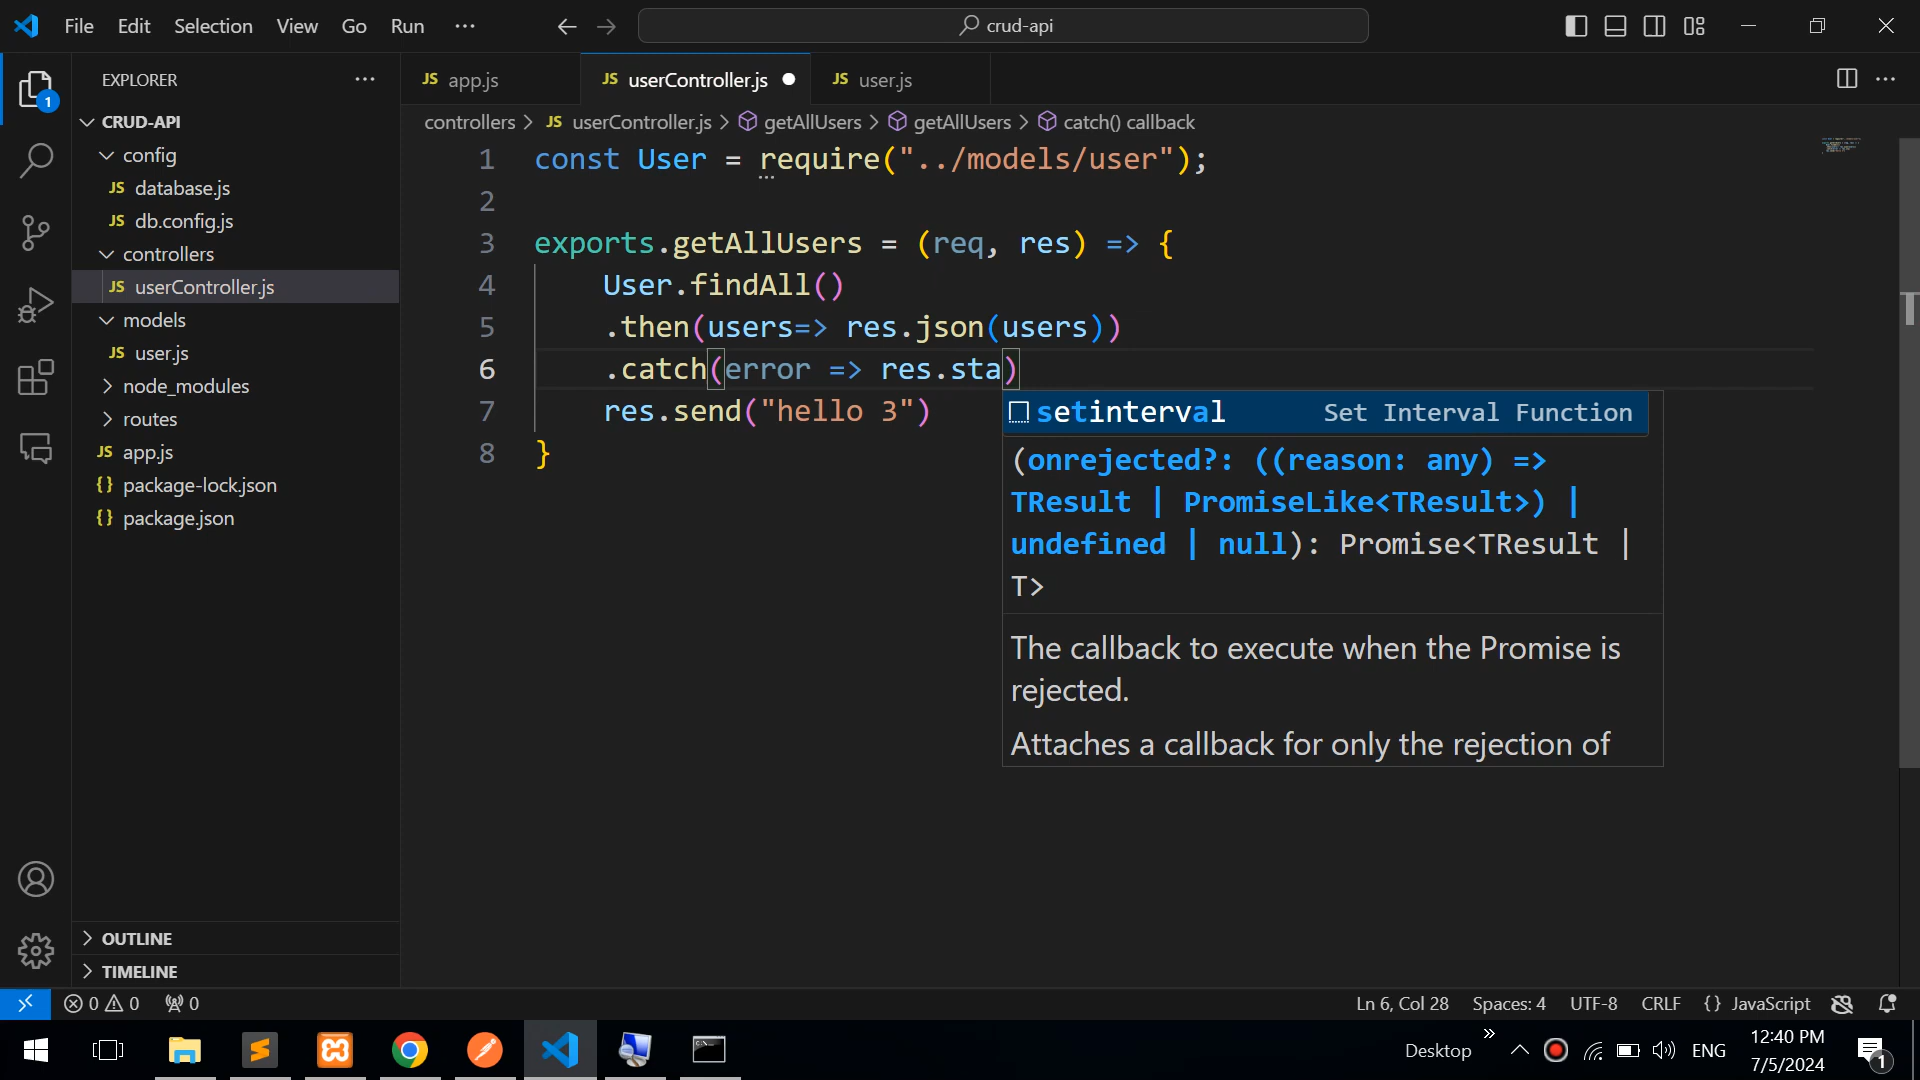 File Edit Selection View Go Run ··· crud-api
EXPLORER
JS app.js
JS userController.js
JS user.js
controllers > JS userController.js > getAllUsers > getAllUsers > catch() callback
CRUD-API
config
JS database.js
JS db.config.js
controllers
JS userController.js
models
JS user.js
node_modules
routes
JS app.js
{} package-lock.json
{} package.json
OUTLINE
TIMELINE
1
1 const User = require("../models/user");
2
3 exports.getAllUsers = (req, res) => {
4 User.findAll()
5 .then(users=> res.json(users))
6 .catch(error => res.sta)
7 res.send("hello 3")
8 }
setinterval Set Interval Function
(onrejected?: ((reason: any) =>
TResult | PromiseLike<TResult>) |
undefined | null): Promise<TResult |
T>
The callback to execute when the Promise is
rejected.
Attaches a callback for only the rejection of
0 0 0 Ln 6, Col 28 Spaces: 4 UTF-8 CRLF {} JavaScript
Desktop » ENG
12:40 PM
7/5/2024
1